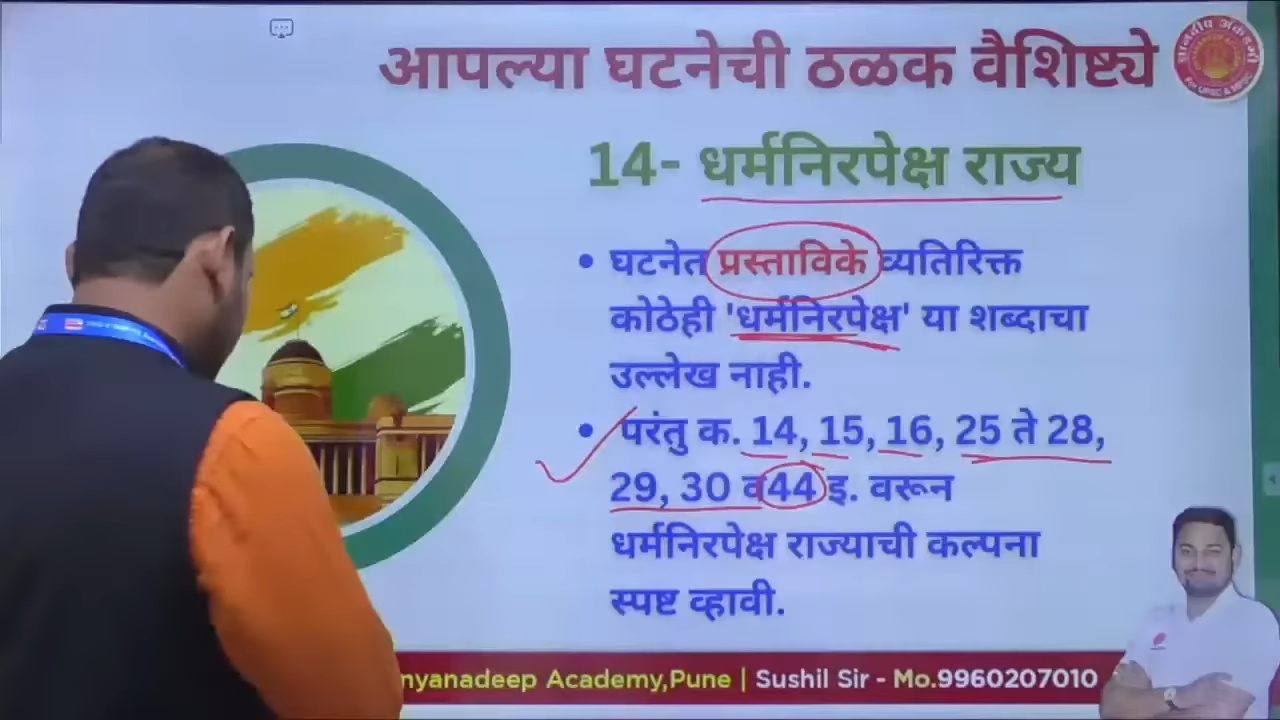 आपल्या घटनेची ठळक वैशिष्ट्ये
14- धर्मनिरपेक्ष राज्य
• घटनेत प्रस्ताविके व्यतिरिक्त
कोठेही 'धर्मनिरपेक्ष' या शब्दाचा
उल्लेख नाही.
• परंतु क. 14, 15, 16, 25 ते 28,
29, 30 व 44 इ. वरून
धर्मनिरपेक्ष राज्याची कल्पना
स्पष्ट व्हावी.
nyanadeep Academy,Pune | Sushil Sir - Mo.9960207010